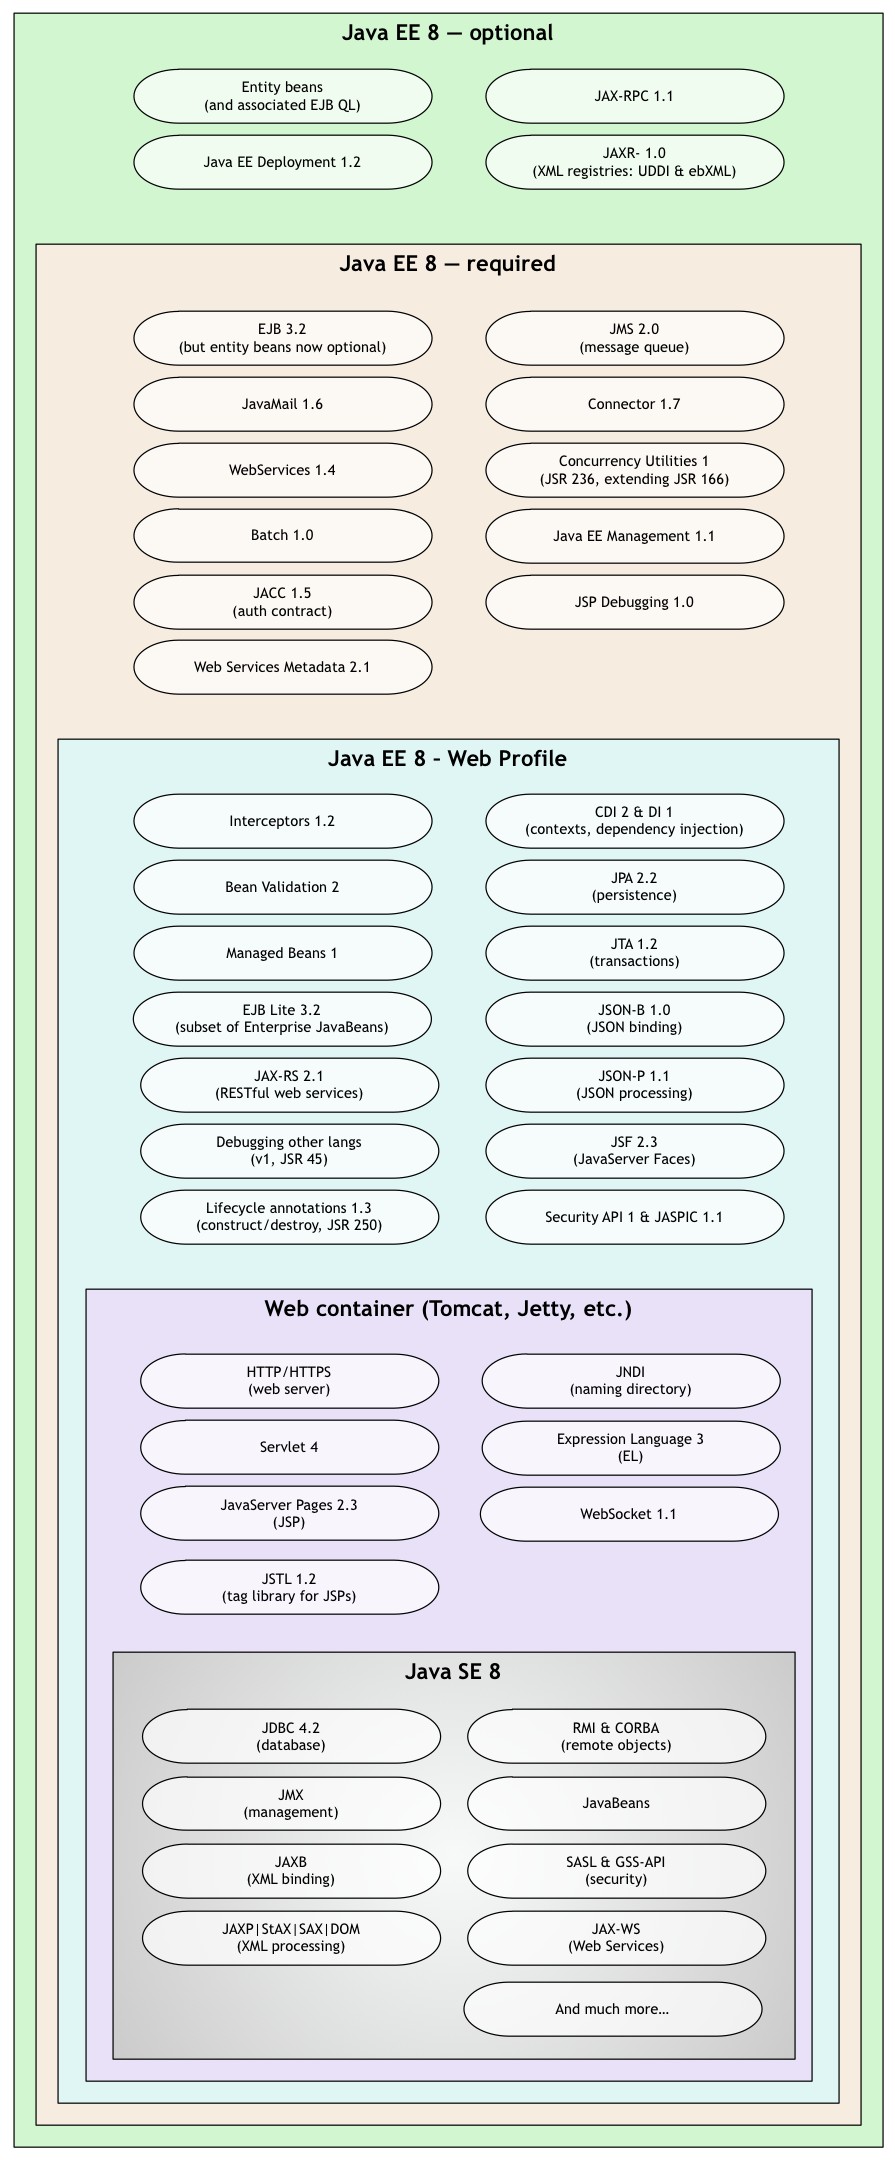 Java EE 8 — optional
Entity beans
(and associated EJB QL)
JAX-RPC 1.1
Java EE Deployment 1.2
JAXR- 1.0
(XML registries: UDDI & ebXML)
Java EE 8 — required
EJB 3.2
(but entity beans now optional)
JMS 2.0
(message queue)
JavaMail 1.6
Connector 1.7
WebServices 1.4
Concurrency Utilities 1
(JSR 236, extending JSR 166)
Batch 1.0
Java EE Management 1.1
JACC 1.5
(auth contract)
JSP Debugging 1.0
Web Services Metadata 2.1
Java EE 8 - Web Profile
Interceptors 1.2
CDI 2 & DI 1
(contexts, dependency injection)
Bean Validation 2
JPA 2.2
(persistence)
Managed Beans 1
JTA 1.2
(transactions)
EJB Lite 3.2
(subset of Enterprise JavaBeans)
JSON-B 1.0
(JSON binding)
JAX-RS 2.1
(RESTful web services)
JSON-P 1.1
(JSON processing)
Debugging other langs
(v1, JSR 45)
JSF 2.3
(JavaServer Faces)
Lifecycle annotations 1.3
(construct/destroy, JSR 250)
Security API 1 & JASPIC 1.1
Web container (Tomcat, Jetty, etc.)
HTTP/HTTPS
(web server)
JNDI
(naming directory)
Servlet 4
Expression Language 3
(EL)
JavaServer Pages 2.3
(JSP)
WebSocket 1.1
JSTL 1.2
(tag library for JSPs)
Java SE 8
JDBC 4.2
(database)
RMI & CORBA
(remote objects)
JMX
(management)
JavaBeans
JAXB
(XML binding)
SASL & GSS-API
(security)
JAXP|StAX|SAX|DOM
(XML processing)
JAX-WS
(Web Services)
And much more…